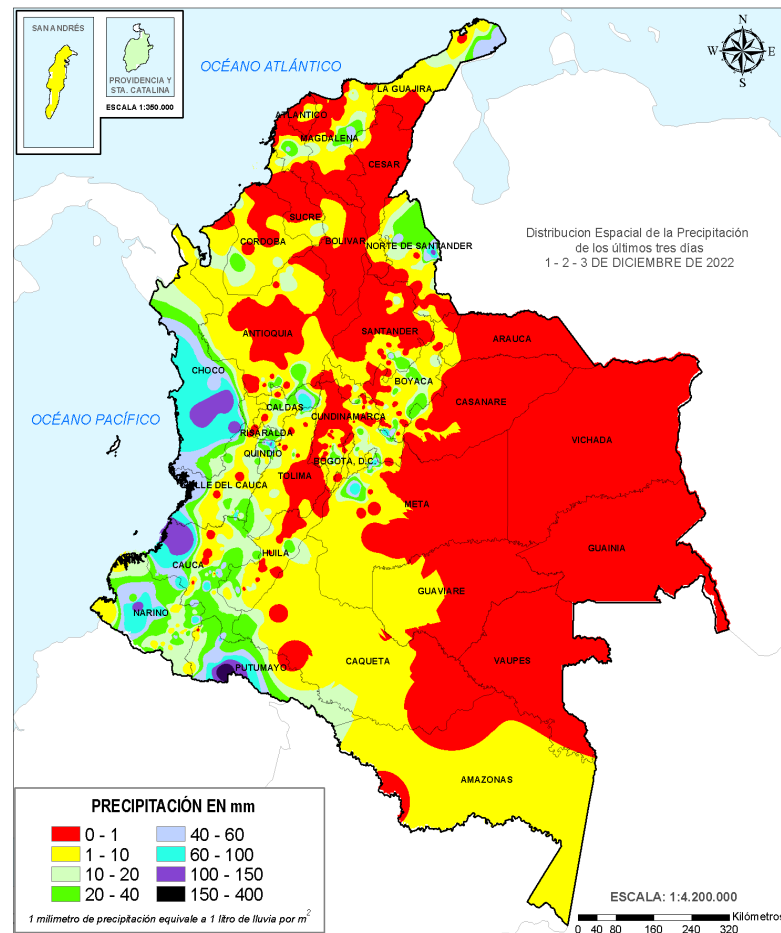 SAN ANDRÉS
PROVIDENCIA Y
STA. CATALINA
ESCALA 1:350.000
OCÉANO ATLÁNTICO
N
W
E
S
LA GUAJIRA
ATLANTICO
MAGDALENA
CESAR
SUCRE
CORDOBA
BOLIVAR
NORTE DE SANTANDER
Distribucion Espacial de la Precipitación
de los últimos tres días
1 - 2 - 3 DE DICIEMBRE DE 2022
ANTIOQUIA
SANTANDER
ARAUCA
CHOCO
BOYACA
CASANARE
CALDAS
CUNDINAMARCA
OCÉANO PACÍFICO
RISARALDA
VICHADA
QUINDIO
BOGOTA, D.C.
TOLIMA
VALLE DEL CAUCA
META
GUAINIA
HUILA
CAUCA
GUAVIARE
NARIÑO
CAQUETA
VAUPES
PUTUMAYO
AMAZONAS
PRECIPITACIÓN EN mm
0 - 1
40 - 60
1 - 10
60 - 100
10 - 20
100 - 150
20 - 40
150 - 400
1 milimetro de precipitación equivale a 1 litro de lluvia por m2
ESCALA: 1:4.200.000
Kilómetros
0 40 80 160 240 320